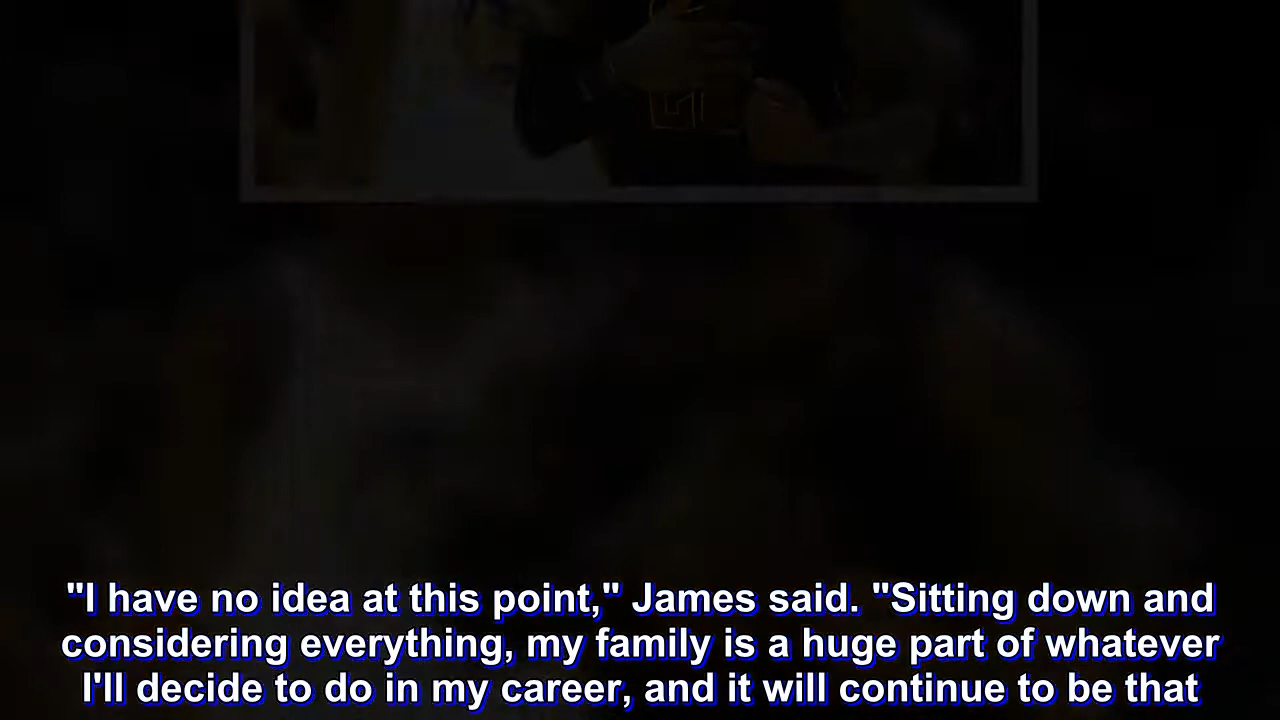 "I have no idea at this point," James said. "Sitting down and
considering everything, my family is a huge part of whatever
I'll decide to do in my career, and it will continue to be that